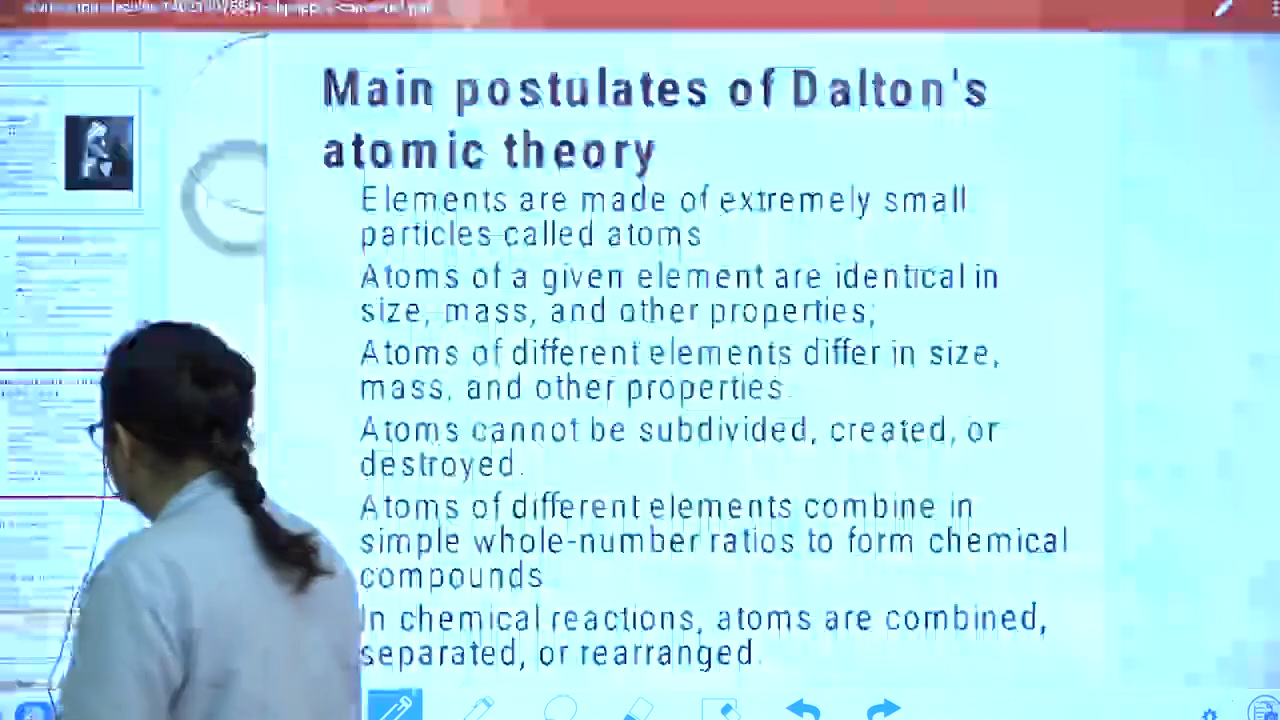 Main postulates of Dalton's
atomic theory
Elements are made of extremely small
particles called atoms
Atoms of a given element are identical in
size, mass, and other properties;
Atoms of different elements differ in size,
mass, and other properties.
Atoms cannot be subdivided, created, or
destroyed.
Atoms of different elements combine in
simple whole-number ratios to form chemical
compounds
In chemical reactions, atoms are combined,
separated, or rearranged.